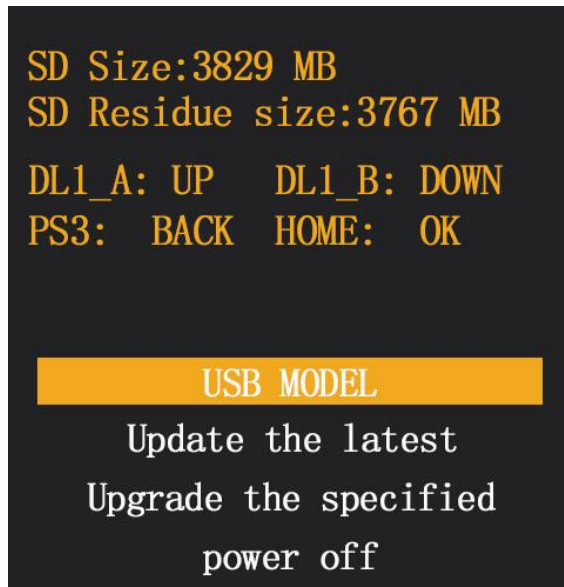 SD Size:3829 MB
SD Residue size:3767 MB
DL1_A: UP DL1_B: DOWN
PS3: BACK HOME: OK
USB MODEL
Update the latest
Upgrade the specified
power off